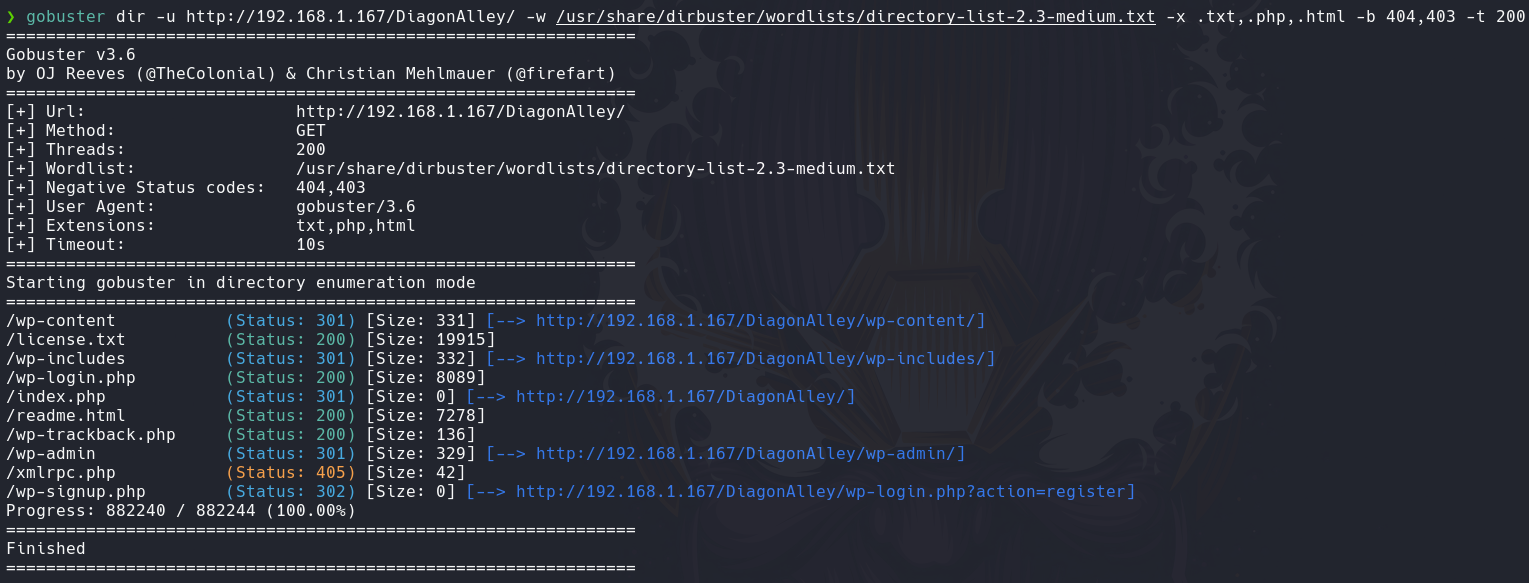 ❯ gobuster dir -u http://192.168.1.167/DiagonAlley/ -w /usr/share/dirbuster/wordlists/directory-list-2.3-medium.txt -x .txt,.php,.html -b 404,403 -t 200
===============================================================
Gobuster v3.6
by OJ Reeves (@TheColonial) & Christian Mehlmauer (@firefart)
===============================================================
[+] Url:                     http://192.168.1.167/DiagonAlley/
[+] Method:                  GET
[+] Threads:                 200
[+] Wordlist:                /usr/share/dirbuster/wordlists/directory-list-2.3-medium.txt
[+] Negative Status codes:   404,403
[+] User Agent:              gobuster/3.6
[+] Extensions:              txt,php,html
[+] Timeout:                 10s
===============================================================
Starting gobuster in directory enumeration mode
===============================================================
/wp-content           (Status: 301) [Size: 331] [--> http://192.168.1.167/DiagonAlley/wp-content/]
/license.txt          (Status: 200) [Size: 19915]
/wp-includes          (Status: 301) [Size: 332] [--> http://192.168.1.167/DiagonAlley/wp-includes/]
/wp-login.php         (Status: 200) [Size: 8089]
/index.php            (Status: 301) [Size: 0] [--> http://192.168.1.167/DiagonAlley/]
/readme.html          (Status: 200) [Size: 7278]
/wp-trackback.php     (Status: 200) [Size: 136]
/wp-admin             (Status: 301) [Size: 329] [--> http://192.168.1.167/DiagonAlley/wp-admin/]
/xmlrpc.php           (Status: 405) [Size: 42]
/wp-signup.php        (Status: 302) [Size: 0] [--> http://192.168.1.167/DiagonAlley/wp-login.php?action=register]
Progress: 882240 / 882244 (100.00%)
===============================================================
Finished
===============================================================